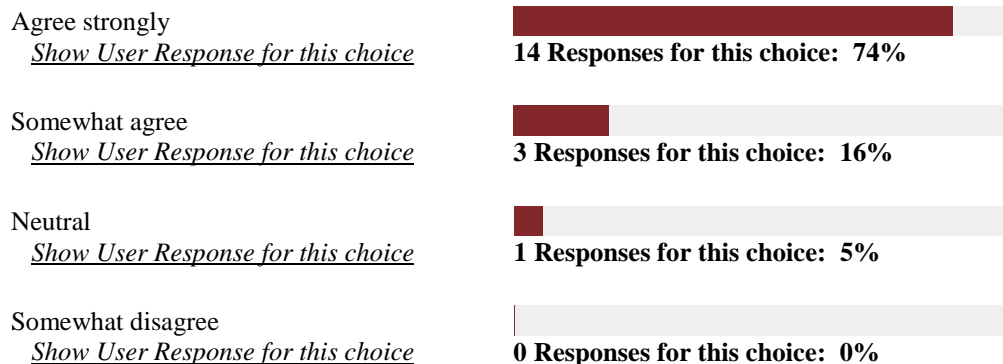 Agree strongly
Show User Response for this choice 14 Responses for this choice: 74%
Somewhat agree
Show User Response for this choice 3 Responses for this choice: 16%
Neutral
Show User Response for this choice 1 Responses for this choice: 5%
Somewhat disagree
Show User Response for this choice 0 Responses for this choice: 0%